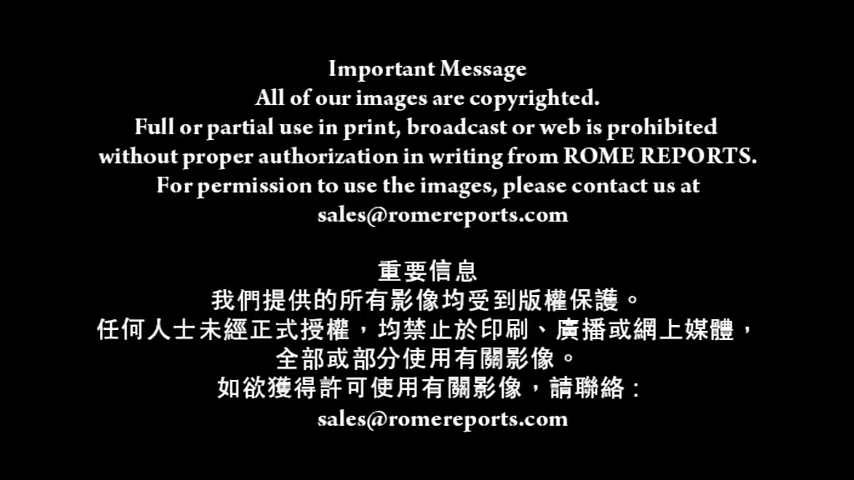 Important Message
All of our images are copyrighted.
Full or partial use in print, broadcast or web is prohibited
without proper authorization in writing from ROME REPORTS.
For permission to use the images, please contact us at
sales@romereports.com
重要信息
我們提供的所有影像均受到版權保護。
任何人士未經正式授權，均禁止於印刷、廣播或網上媒體，
全部或部分使用有關影像。
如欲獲得許可使用有關影像，請聯絡：
sales@romereports.com